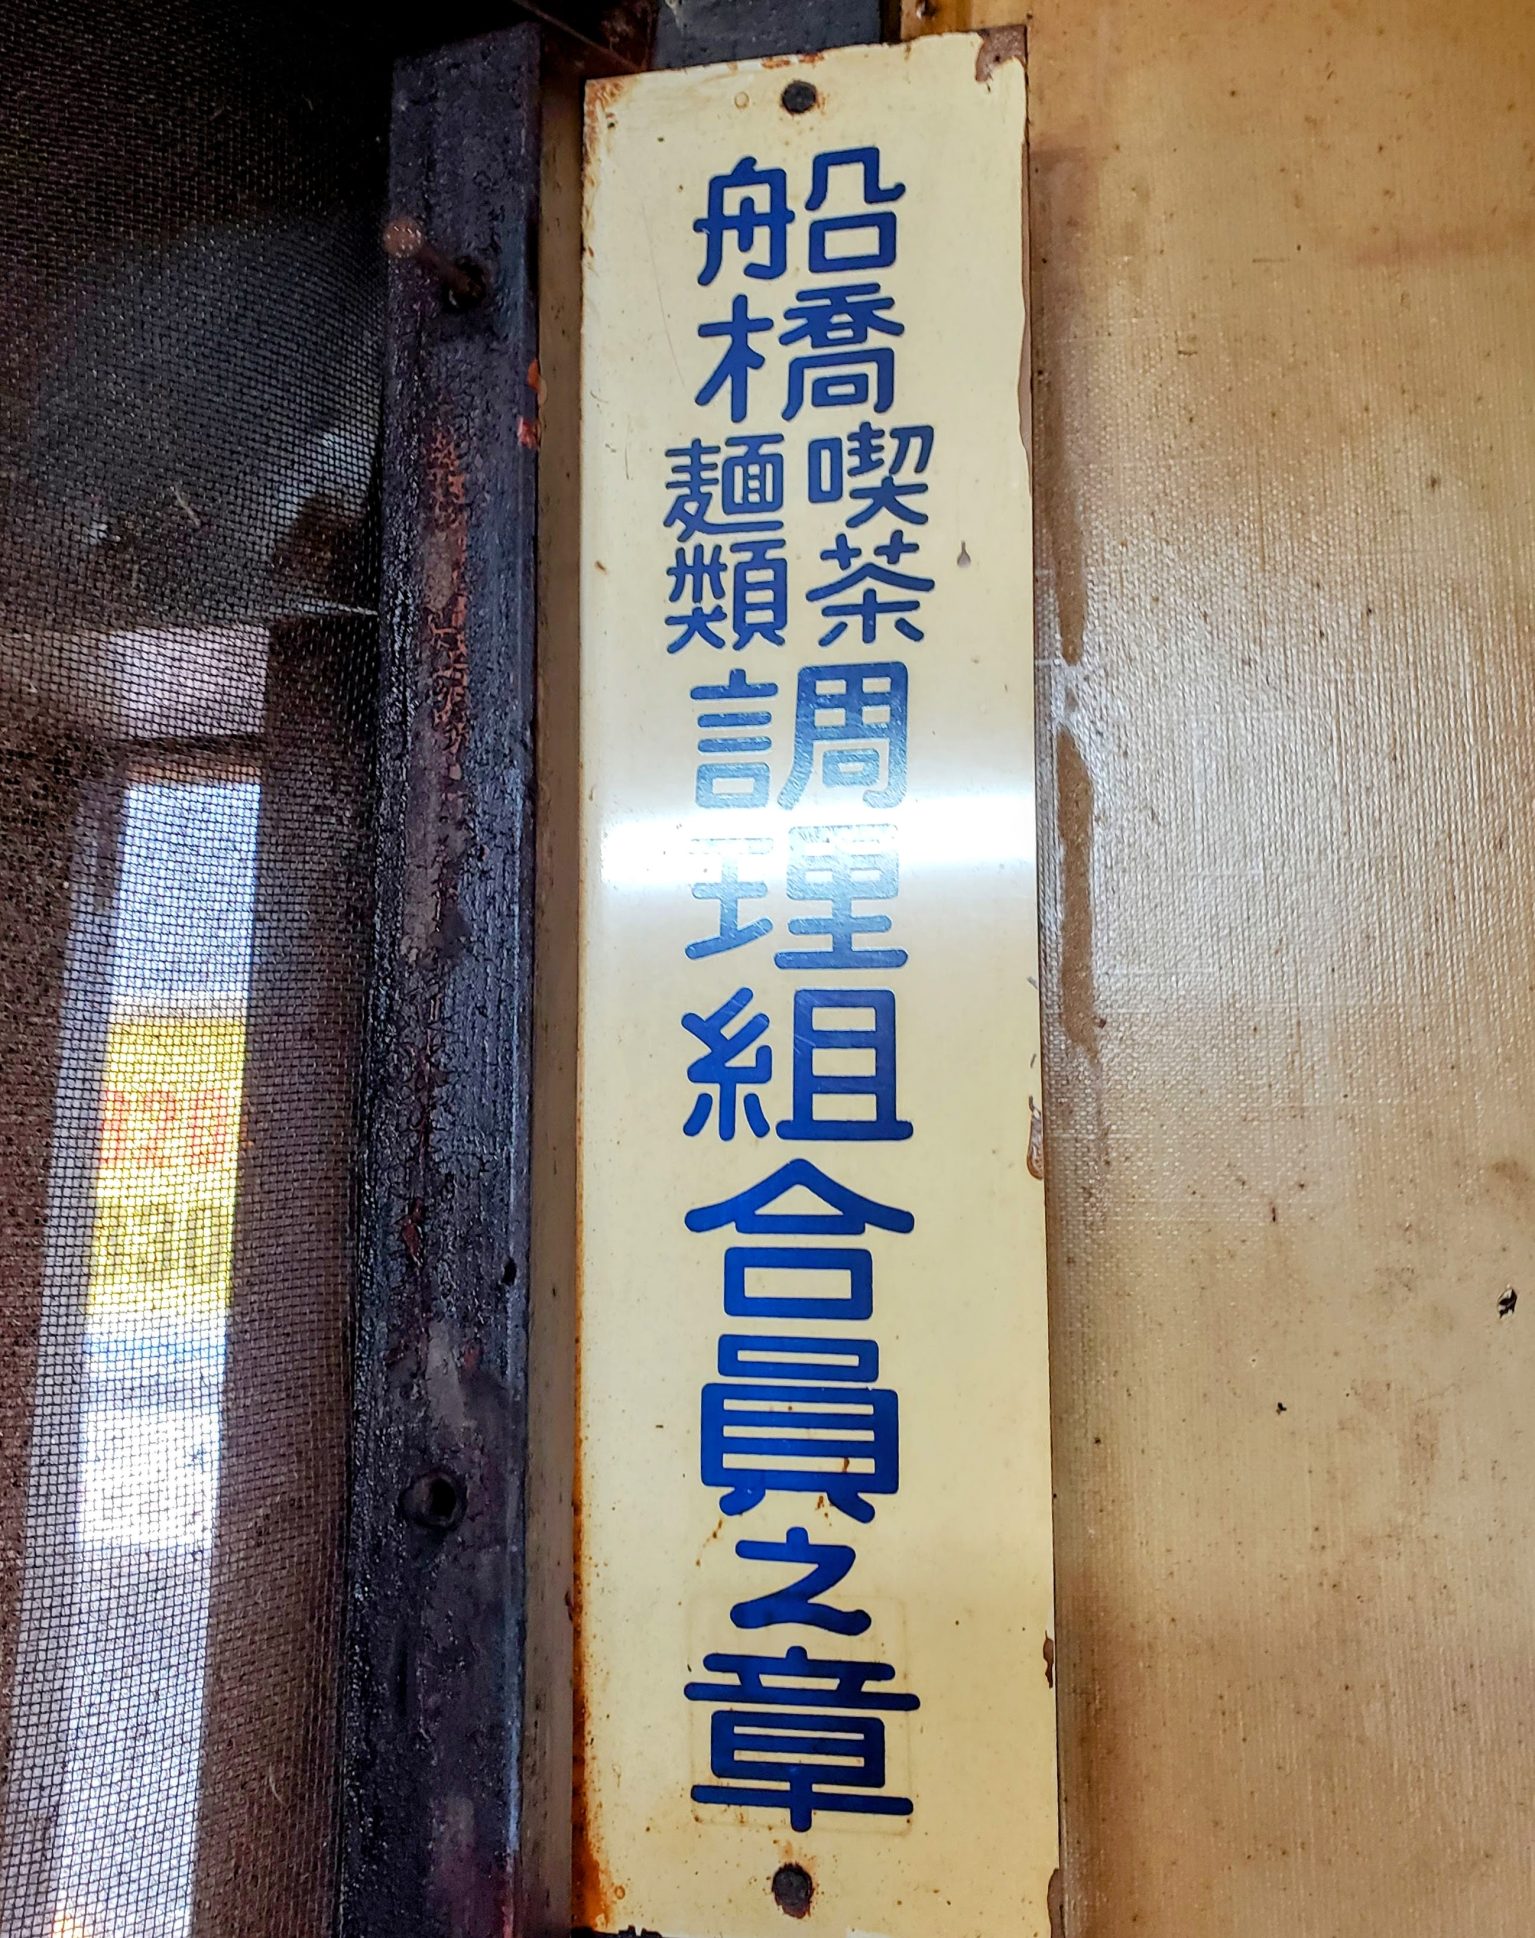 船橋
喫茶
麺類
調理組合員之章